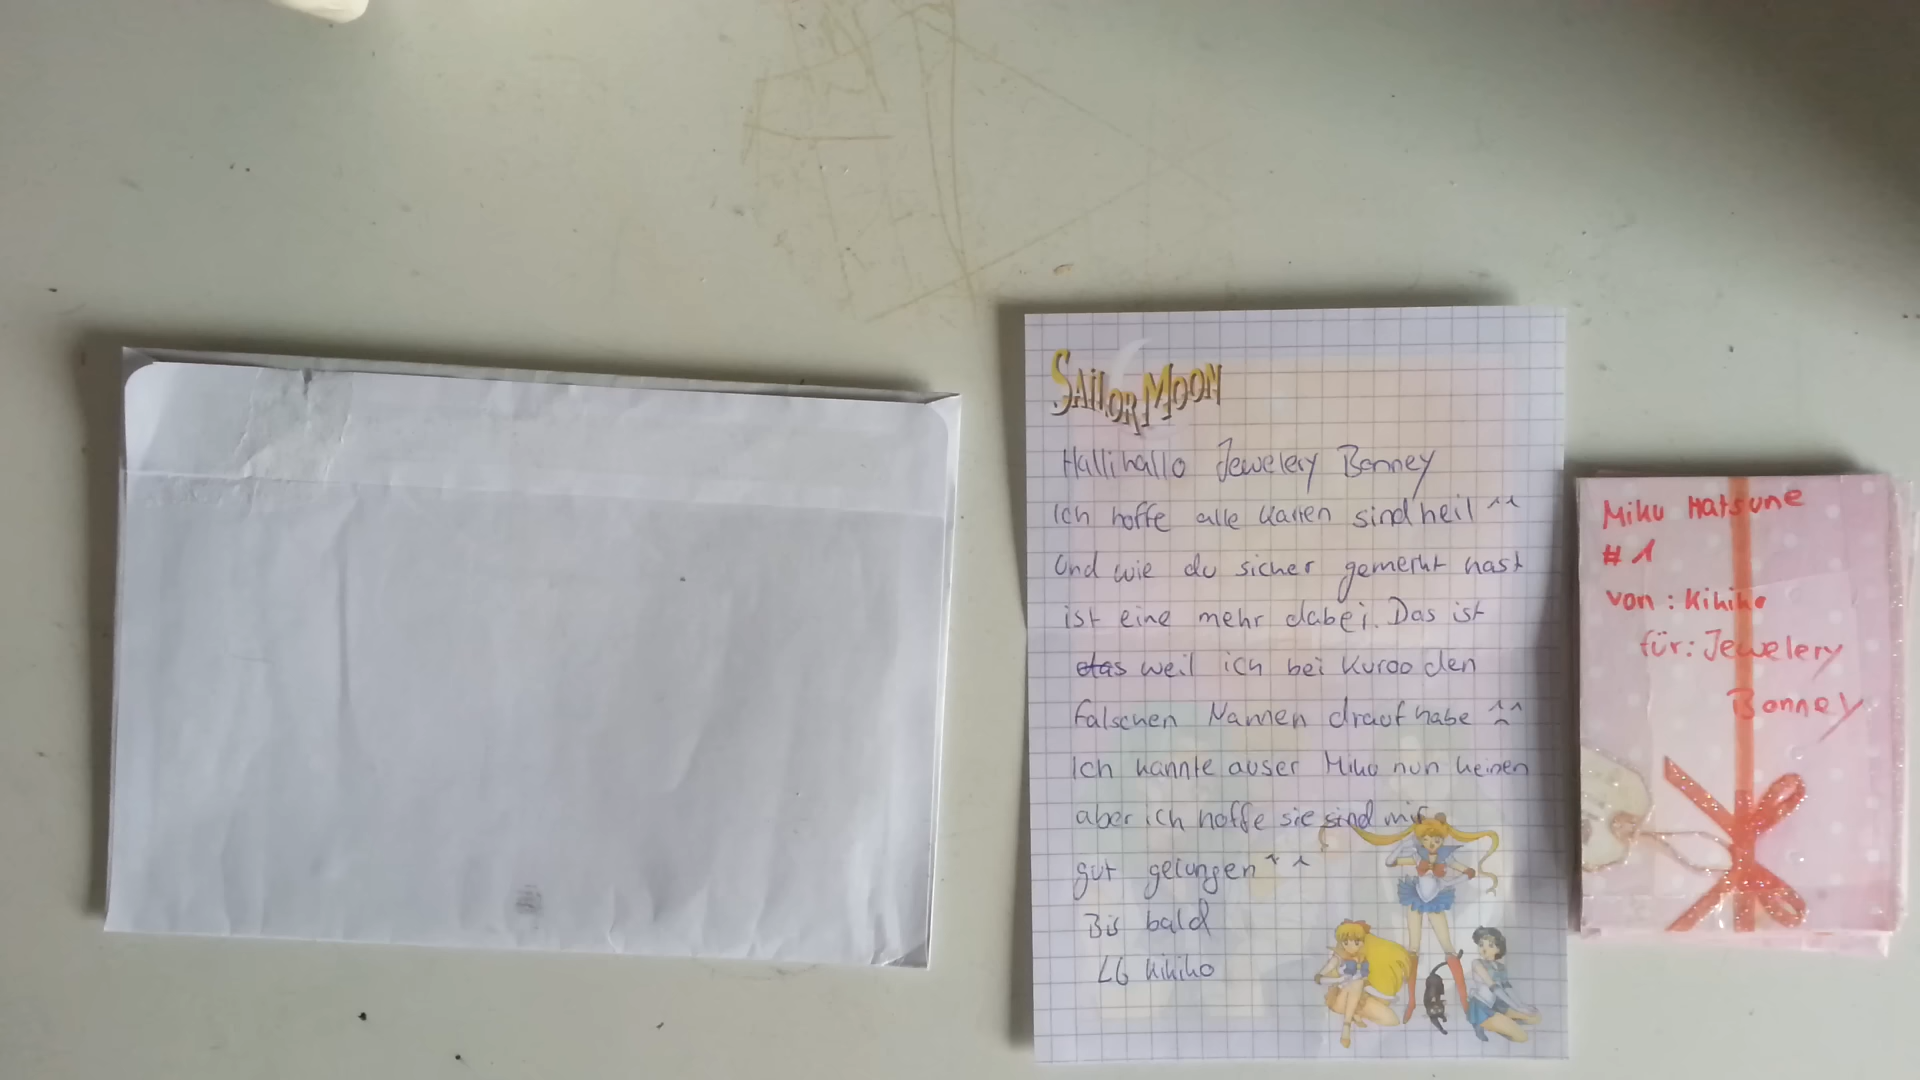 SAILOR MOON
Hallihallo Jewelery Bonney
Ich hoffe alle Karten sind heil ^^
Und wie du sicher gemerkt hast
ist eine mehr dabei. Das ist
etas weil ich bei Kuroo den
falschen Namen drauf habe ^^
Ich kannte auser Miku nun keinen
aber ich hoffe sie sind mir
gut gelungen ^^
Bis bald
LG Kikiko
Miku Hatsune
# 1
von: Kikiko
für: Jewelery
Bonney